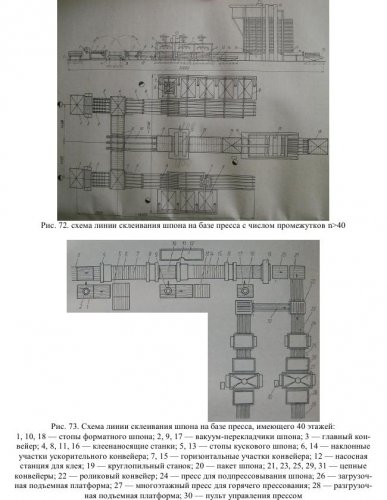 Рис. 72. схема линии склеивания шпона на базе пресса с числом промежутков n>40
Рис. 73. Схема линии склеивания шпона на базе пресса, имеющего 40 этажей:
1, 10, 18 — стопы форматного шпона; 2, 9, 17 — вакуум-перекладчики шпона; 3 — главный кон-
вейер; 4, 8, 11, 16 — клеенаносящие станки; 5, 13 — стопы кускового шпона; 6, 14 — наклонные
участки ускорительного конвейера; 7, 15 — горизонтальные участки конвейера; 12 — насосная
станция для клея; 19 — круглопильный станок; 20 — пакет шпона; 21, 23, 25, 29, 31 — цепные
конвейеры; 22 — роликовый конвейер; 24 — пресс для подпрессовывания шпона; 26 — загрузоч-
ная подъемная платформа; 27 — многоэтажный пресс для горячего прессования; 28 — разгрузоч-
ная подъемная платформа; 30 — пульт управления прессом